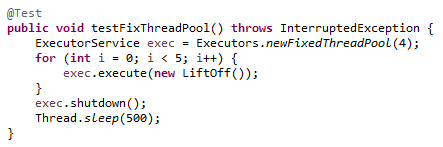 @Test
public void testFixThreadPool() throws InterruptedException {
    ExecutorService exec = Executors.newFixedThreadPool(4);
    for (int i = 0; i < 5; i++) {
        exec.execute(new LiftOff());
    }
    exec.shutdown();
    Thread.sleep(500);
}